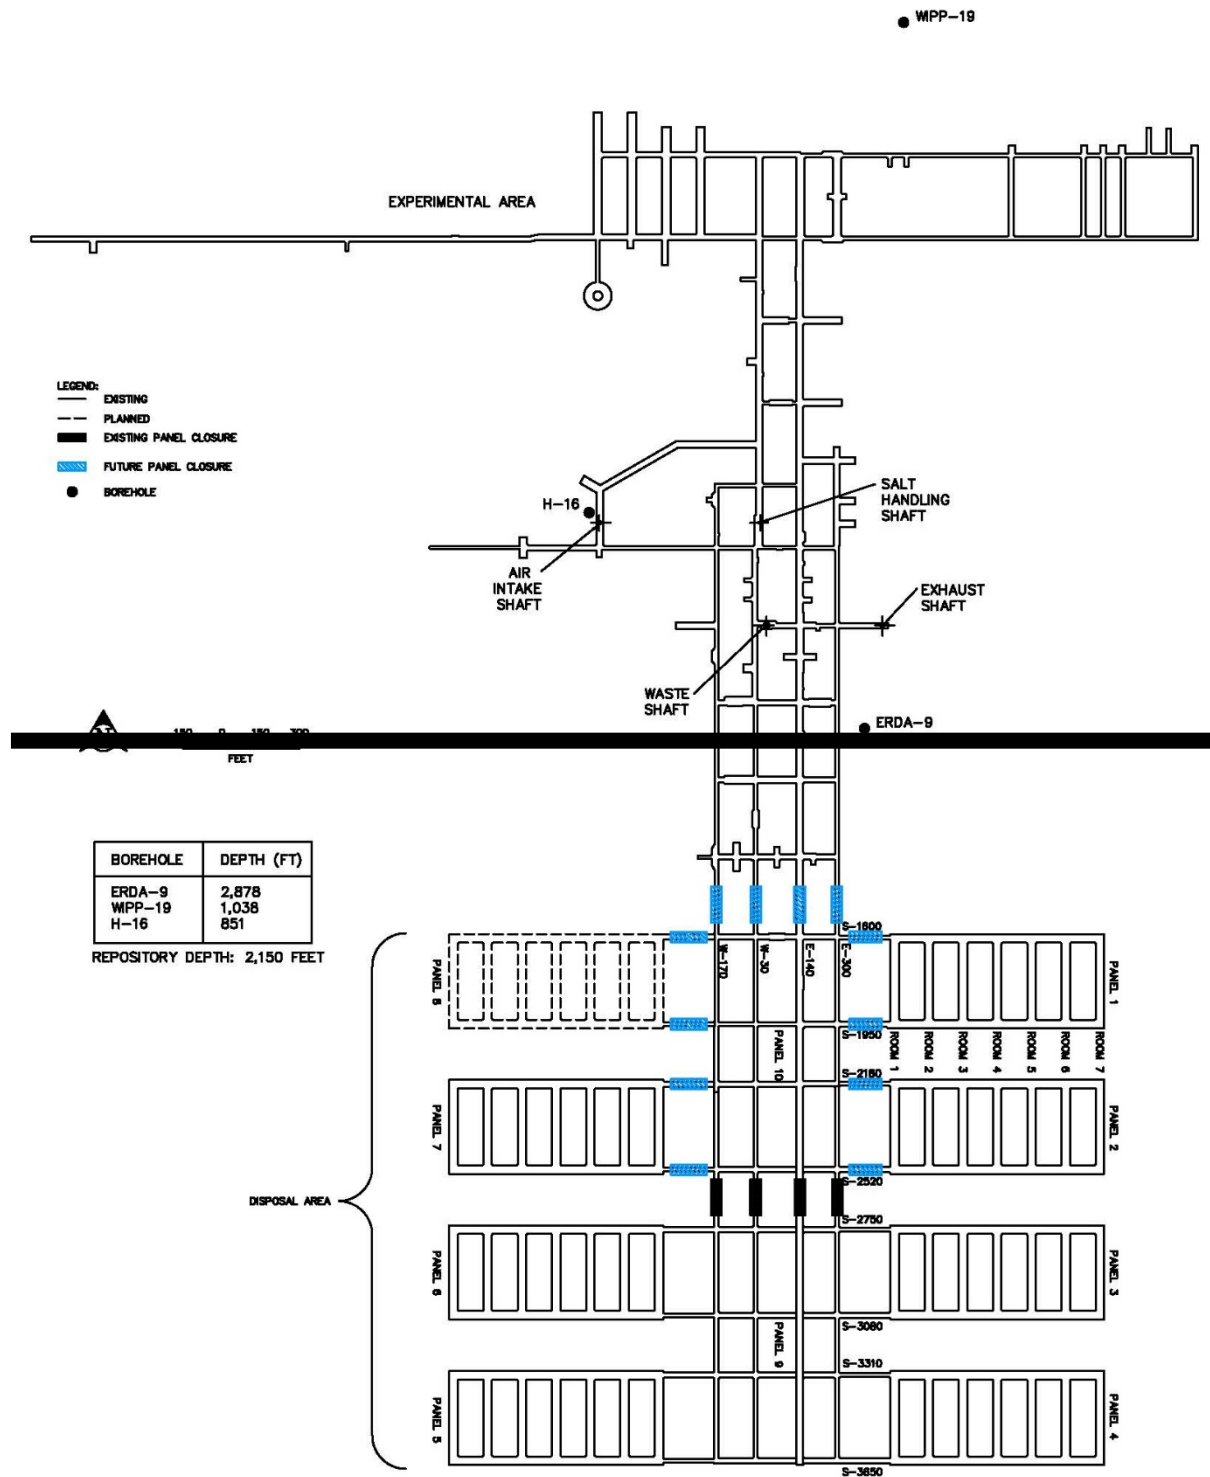 WIPP-19
EXPERIMENTAL AREA
LEGEND:
EXISTING
PLANNED
EXISTING PANEL CLOSURE
FUTURE PANEL CLOSURE
BOREHOLE
H-16
SALT
HANDLING
SHAFT
AIR
INTAKE
SHAFT
EXHAUST
SHAFT
WASTE
SHAFT
ERDA-9
150 0 150 300
FEET
BOREHOLE DEPTH (FT)
ERDA-9 2,878
WIPP-19 1,038
H-16 851
REPOSITORY DEPTH: 2,150 FEET
S-1600
W-170
W-30
E-140
E-300
PANEL 8
PANEL 1
S-1950
PANEL 10
ROOM 1
ROOM 2
ROOM 3
ROOM 4
ROOM 5
ROOM 6
ROOM 7
S-2180
PANEL 7
PANEL 2
S-2520
DISPOSAL AREA
S-2750
PANEL 6
PANEL 3
S-3080
PANEL 9
S-3310
PANEL 5
PANEL 4
S-3650